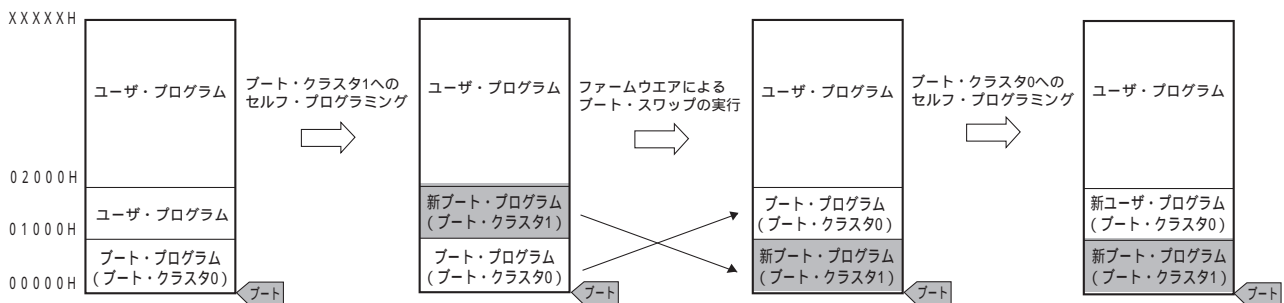 XXXXXH
ユーザ・プログラム
02000H
ユーザ・プログラム
01000H
ブート・プログラム
(ブート・クラスタ0)
00000H
ブート
ブート・クラスタ1への
セルフ・プログラミング
ユーザ・プログラム
新ブート・プログラム
(ブート・クラスタ1)
ブート・プログラム
(ブート・クラスタ0)
ブート
ファームウエアによる
ブート・スワップの実行
ユーザ・プログラム
ブート・プログラム
(ブート・クラスタ0)
新ブート・プログラム
(ブート・クラスタ1)
ブート
ブート・クラスタ0への
セルフ・プログラミング
ユーザ・プログラム
新ユーザ・プログラム
(ブート・クラスタ0)
新ブート・プログラム
(ブート・クラスタ1)
ブート